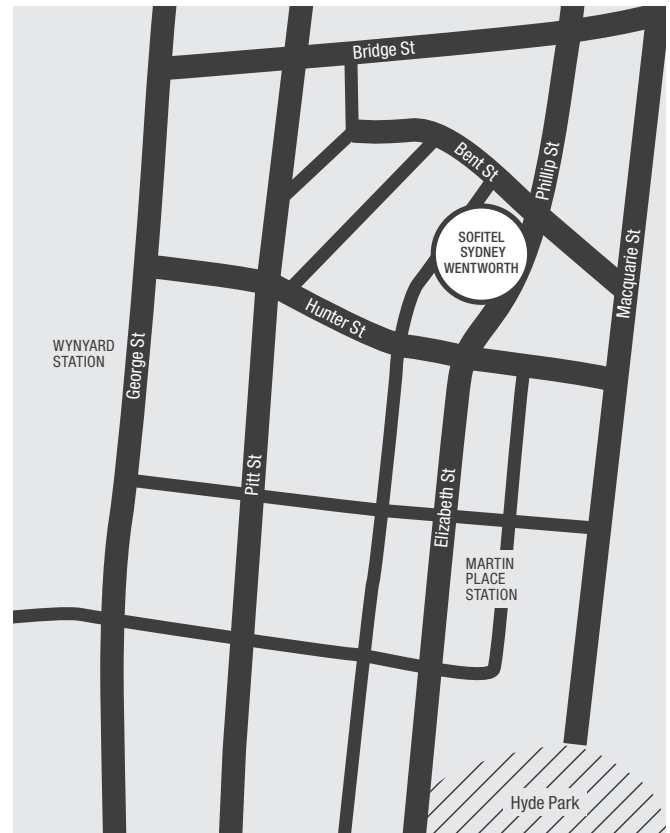 Bridge St
Bent St
Phillip St
SOFITEL
SYDNEY
WENTWORTH
Macquarie St
Hunter St
WYNYARD
STATION
George St
Pitt St
Elizabeth St
MARTIN
PLACE
STATION
Hyde Park